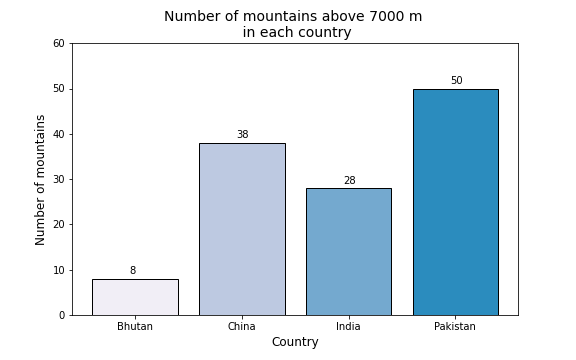 Number of mountains above 7000 m
in each country
Number of mountains
60
50
40
30
20
10
0
8
38
28
50
Bhutan
China
India
Pakistan
Country